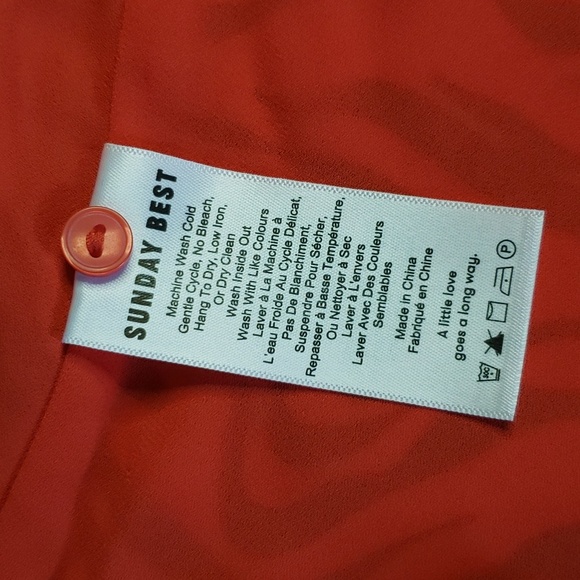 SUNDAY BEST
Machine Wash Cold
Gentle Cycle, No Bleach,
Hang To Dry, Low Iron,
Or Dry Clean
Wash Inside Out
Wash With Like Colours
Laver à La Machine à
L'eau Froide Au Cycle Délicat,
Pas De Blanchiment,
Suspendre Pour Sécher,
Repasser à Basse Température,
Ou Nettoyer à Sec
Laver à L'envers
Laver Avec Des Couleurs
Semblables
Made in China
Fabriqué en Chine
A little love
goes a long way.
30C
P